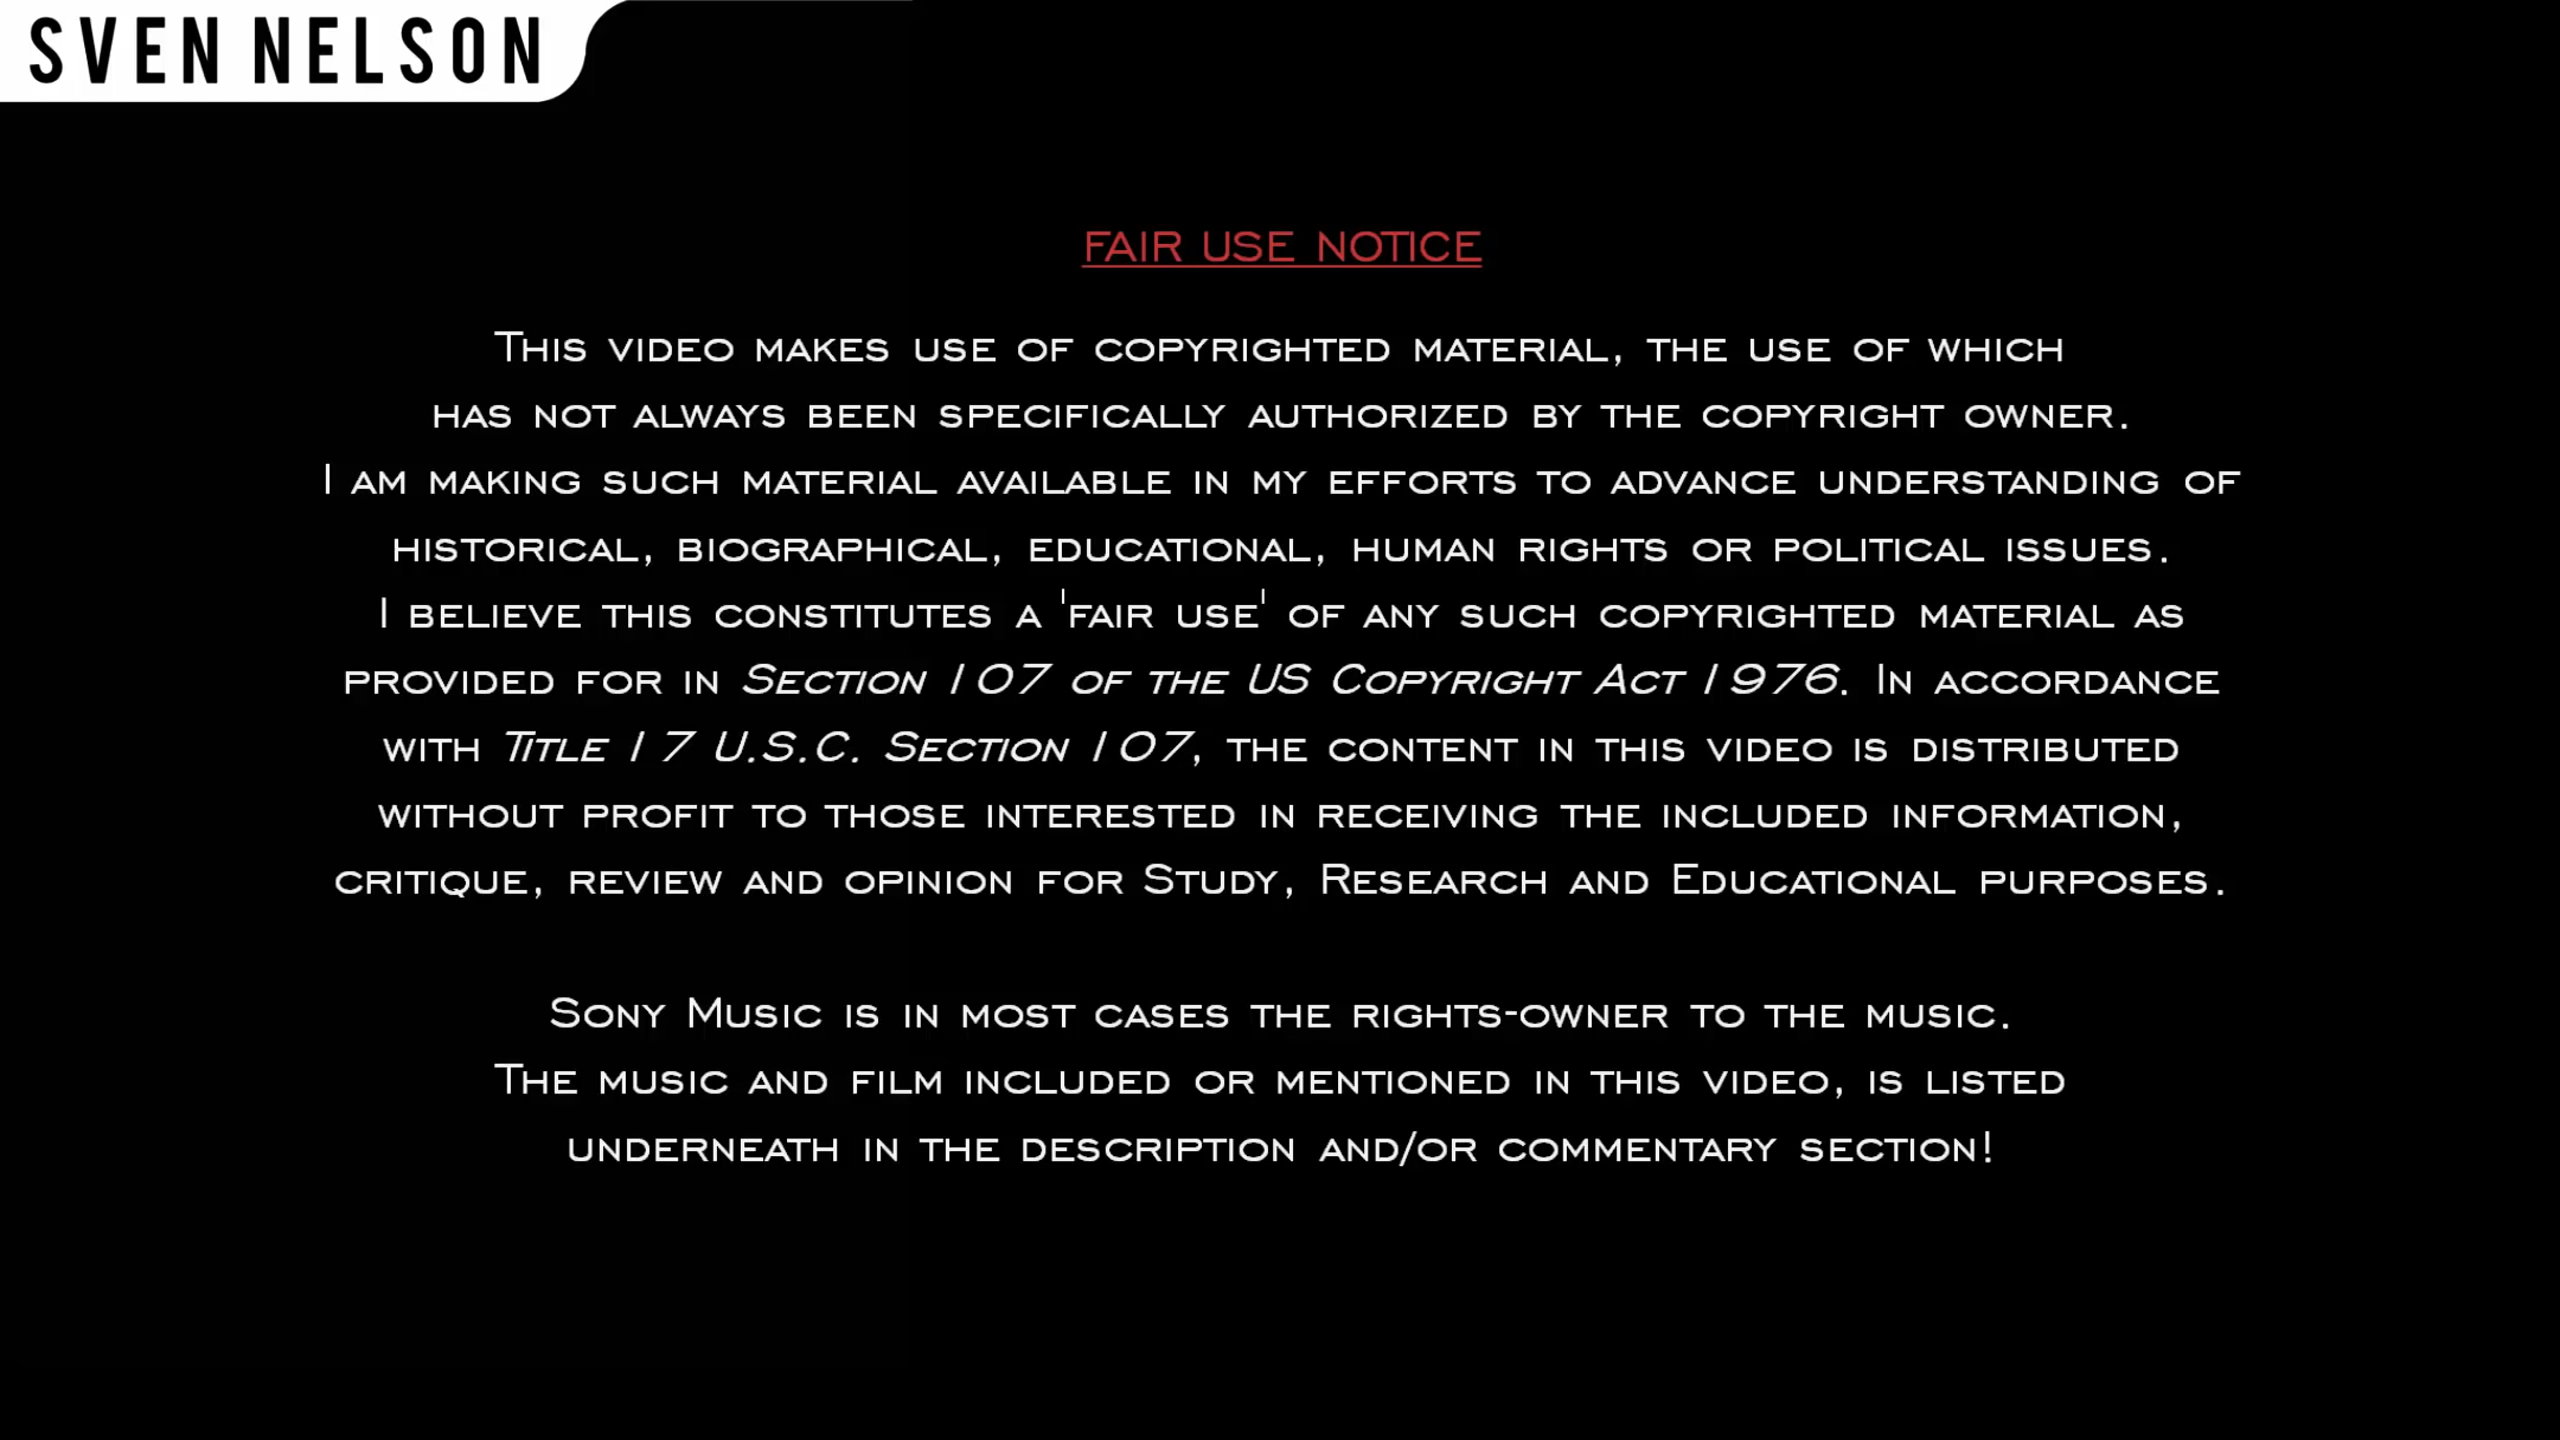 SVEN NELSON
FAIR USE NOTICE
This video makes use of copyrighted material, the use of which
has not always been specifically authorized by the copyright owner.
I am making such material available in my efforts to advance understanding of
historical, biographical, educational, human rights or political issues.
I believe this constitutes a 'fair use' of any such copyrighted material as
provided for in Section 107 of the US Copyright Act 1976. In accordance
with Title 17 U.S.C. Section 107, the content in this video is distributed
without profit to those interested in receiving the included information,
critique, review and opinion for Study, Research and Educational purposes.
Sony Music is in most cases the rights-owner to the music.
The music and film included or mentioned in this video, is listed
underneath in the description and/or commentary section!